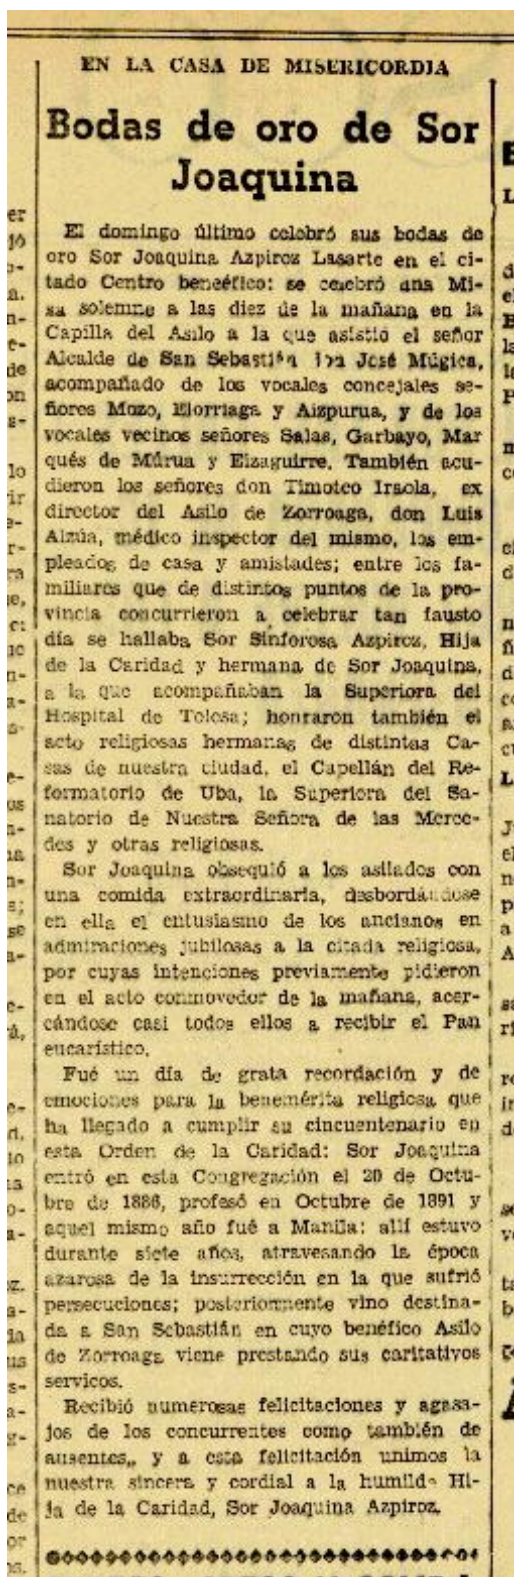 EN LA CASA DE MISERICORDIA
Bodas de oro de Sor
Joaquina
El domingo último celebró sus bodas de
oro Sor Joaquina Azpiroz Lasarte en el ci-
tado Centro beneéfico: se celebró una Mi-
sa solemne a las diez de la mañana en la
Capilla del Asilo a la que asistió el señor
Alcalde de San Sebastián José Múgica,
acompañado de los vocales concejales se-
ñores Mozo, Elorriaga y Aizpurua, y de los
vocales vecinos señores Salas, Garbayo, Mar
qués de Múrua y Eizaguirre. También acu-
dieron los señores don Timoteo Iraola, ex
director del Asilo de Zorroaga, don Luis
Alzúa, médico inspector del mismo, los em-
pleados de casa y amistades; entre los fa-
miliares que de distintos puntos de la pro-
vincia concurrieron a celebrar tan fausto
día se hallaba Sor Sinforosa Azpiroz, Hija
de la Caridad y hermana de Sor Joaquina,
a la que acompañaban la Superiora del
Hospital de Tolosa; honraron también el
acto religiosas hermanas de distintas Ca-
sas de nuestra ciudad, el Capellán del Re-
formatorio de Uba, la Superiora del Sa-
natorio de Nuestra Señora de las Merce-
des y otras religiosas.
Sor Joaquina obsequió a los asilados con
una comida extraordinaria, desbordándose
en ella el entusiasmo de los ancianos en
admiraciones jubilosas a la citada religiosa,
por cuyas intenciones previamente pidieron
en el acto conmovedor de la mañana, acer-
cándose casi todos ellos a recibir el Pan
eucarístico.
Fué un día de grata recordación y de
emociones para la benemérita religiosa que
ha llegado a cumplir su cincuentenario en
esta Orden de la Caridad: Sor Joaquina
entró en esta Congregación el 20 de Octu-
bre de 1886, profesó en Octubre de 1891 y
aquel mismo año fué a Manila; allí estuvo
durante siete años, atravesando la época
azarosa de la insurrección en la que sufrió
persecuciones; posteriormente vino destina-
da a San Sebastián en cuyo benéfico Asilo
de Zorroaga viene prestando sus caritativos
servicos.
Recibió numerosas felicitaciones y agasa-
jos de los concurrentes como también de
ausentes,, y a esta felicitación unimos la
nuestra sincera y cordial a la humilde Hi-
ja de la Caridad, Sor Joaquina Azpiroz.